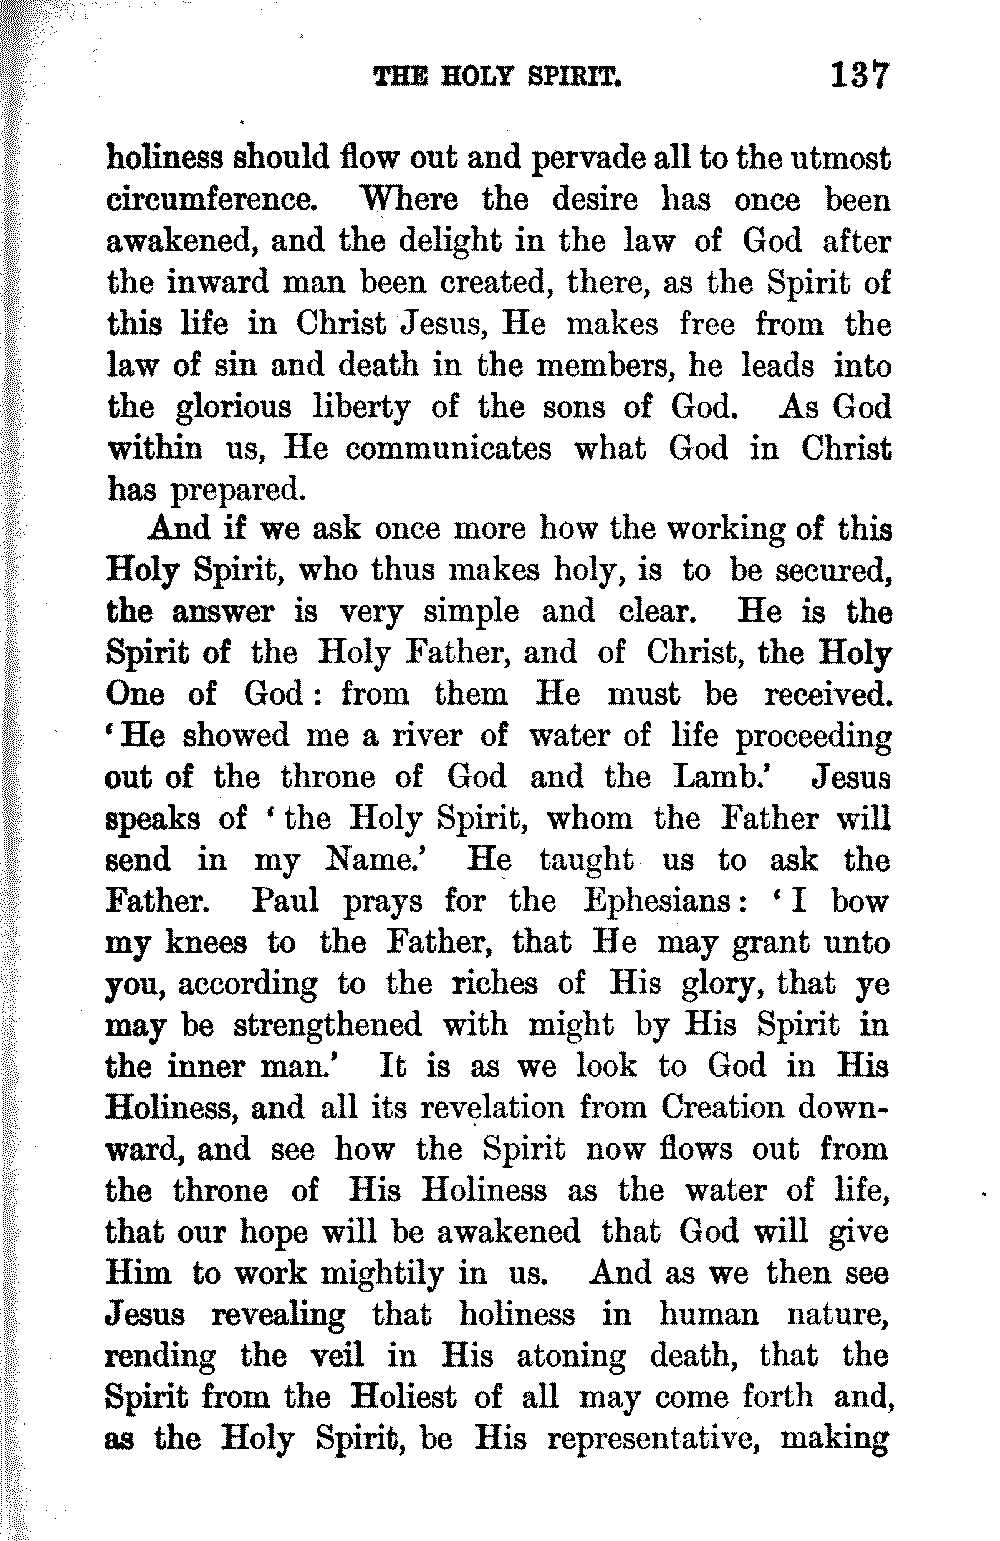 THE HOLY SPIRIT. 137
holiness should flow out and pervade all to the utmost
circumference. Where the desire has once been
awakened, and the delight in the law of God after
the inward man been created, there, as the Spirit of
this life in Christ Jesus, He makes free from the
law of sin and death in the members, he leads into
the glorious liberty of the sons of God. As God
within us, He communicates what God in Christ
has prepared.
And if we ask once more how the working of this
Holy Spirit, who thus makes holy, is to be secured,
the answer is very simple and clear. He is the
Spirit of the Holy Father, and of Christ, the Holy
One of God: from them He must be received.
‘He showed me a river of water of life proceeding
out of the throne of God and the Lamb.’ Jesus
speaks of ‘the Holy Spirit, whom the Father will
send in my Name.’ He taught us to ask the
Father. Paul prays for the Ephesians: ‘I bow
my knees to the Father, that He may grant unto
you, according to the riches of His glory, that ye
may be strengthened with might by His Spirit in
the inner man.’ It is as we look to God in His
Holiness, and all its revelation from Creation down-
ward, and see how the Spirit now flows out from
the throne of His Holiness as the water of life,
that our hope will be awakened that God will give
Him to work mightily in us. And as we then see
Jesus revealing that holiness in human nature,
rending the veil in His atoning death, that the
Spirit from the Holiest of all may come forth and,
as the Holy Spirit, be His representative, making